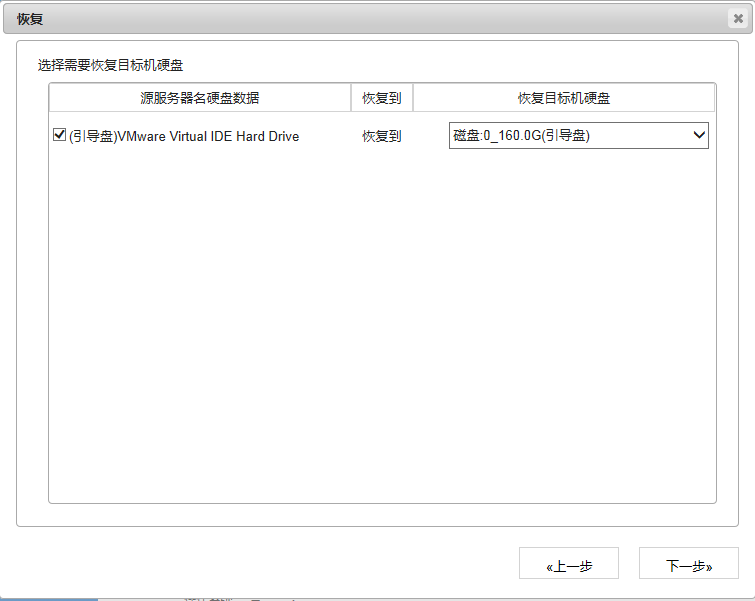 恢复
选择需要恢复目标机硬盘
源服务器名硬盘数据 恢复到 恢复目标机硬盘
(引导盘)VMware Virtual IDE Hard Drive 恢复到 磁盘:0_160.0G(引导盘)
«上一步 下一步»